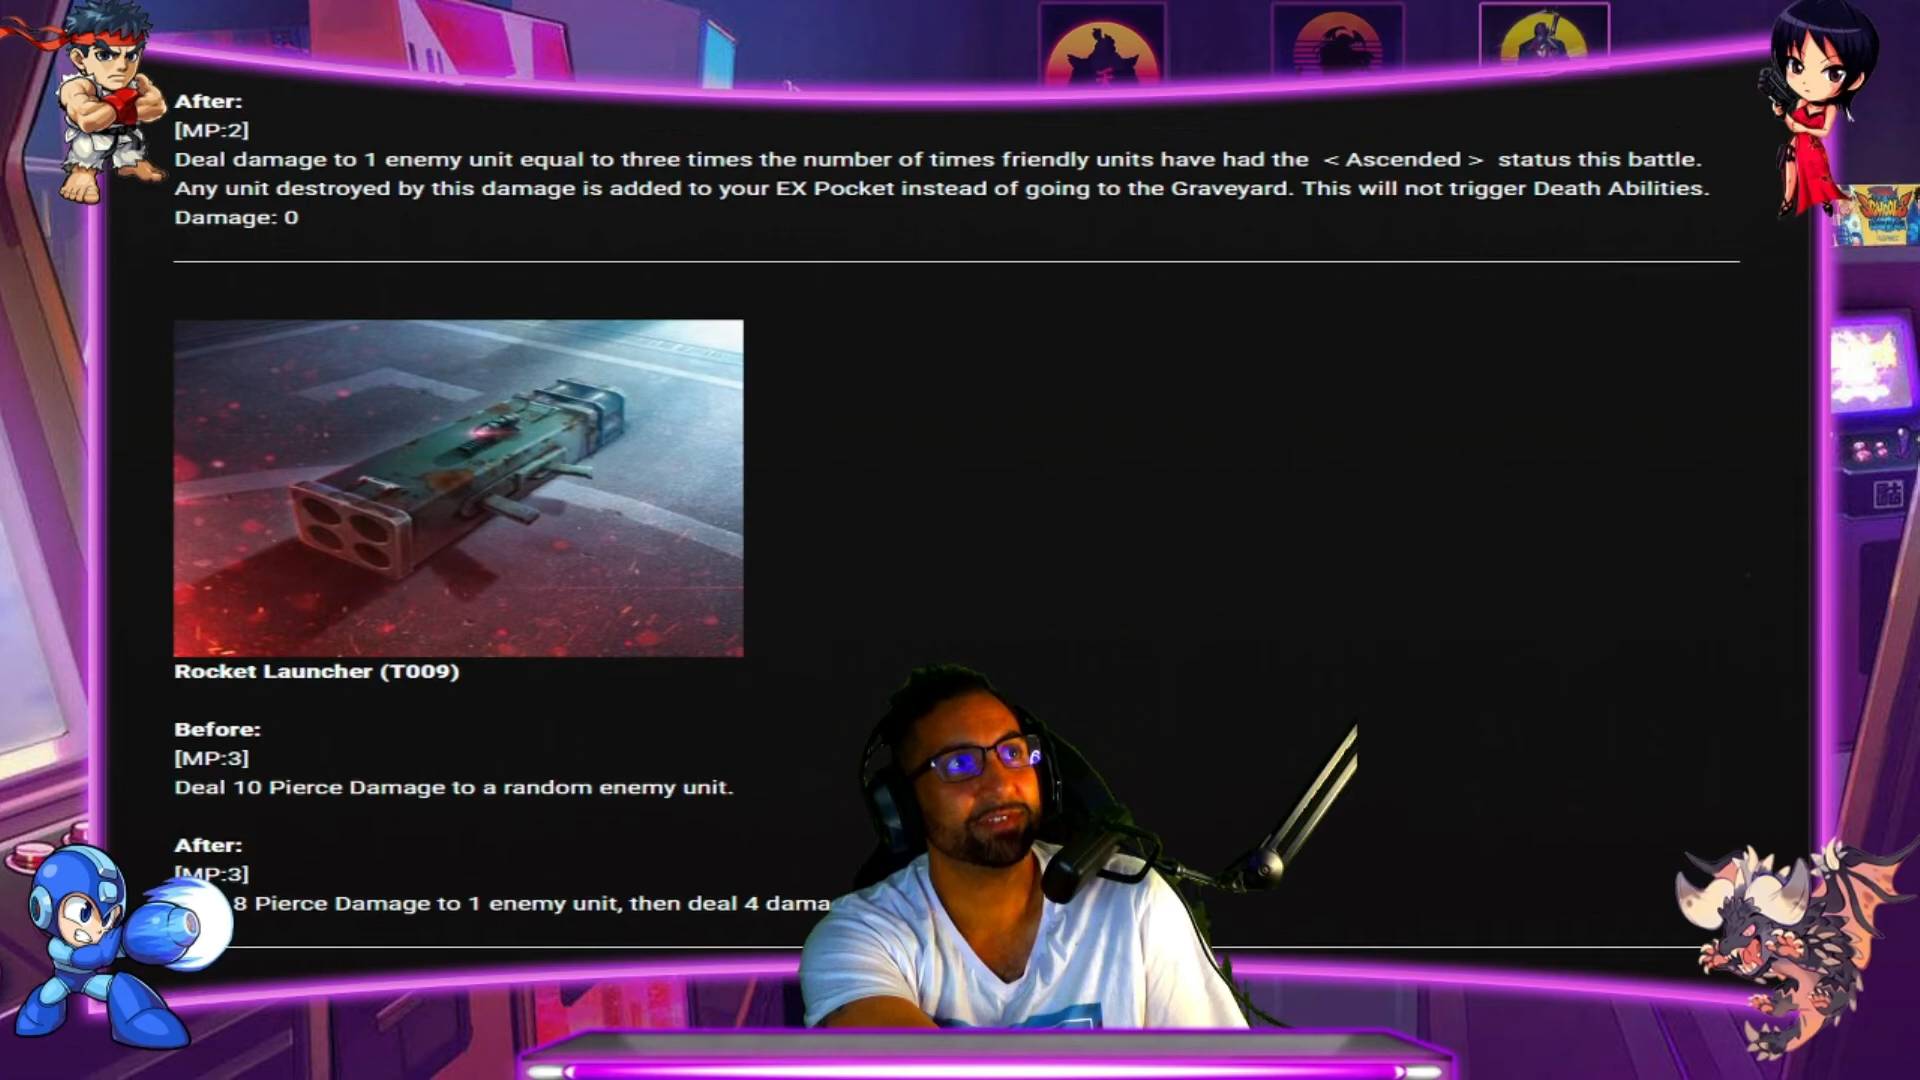 After:
[MP:2]
Deal damage to 1 enemy unit equal to three times the number of times friendly units have had the < Ascended > status this battle.
Any unit destroyed by this damage is added to your EX Pocket instead of going to the Graveyard. This will not trigger Death Abilities.
Damage: 0
Rocket Launcher (T009)
Before:
[MP:3]
Deal 10 Pierce Damage to a random enemy unit.
After:
[MP:3]
8 Pierce Damage to 1 enemy unit, then deal 4 dama